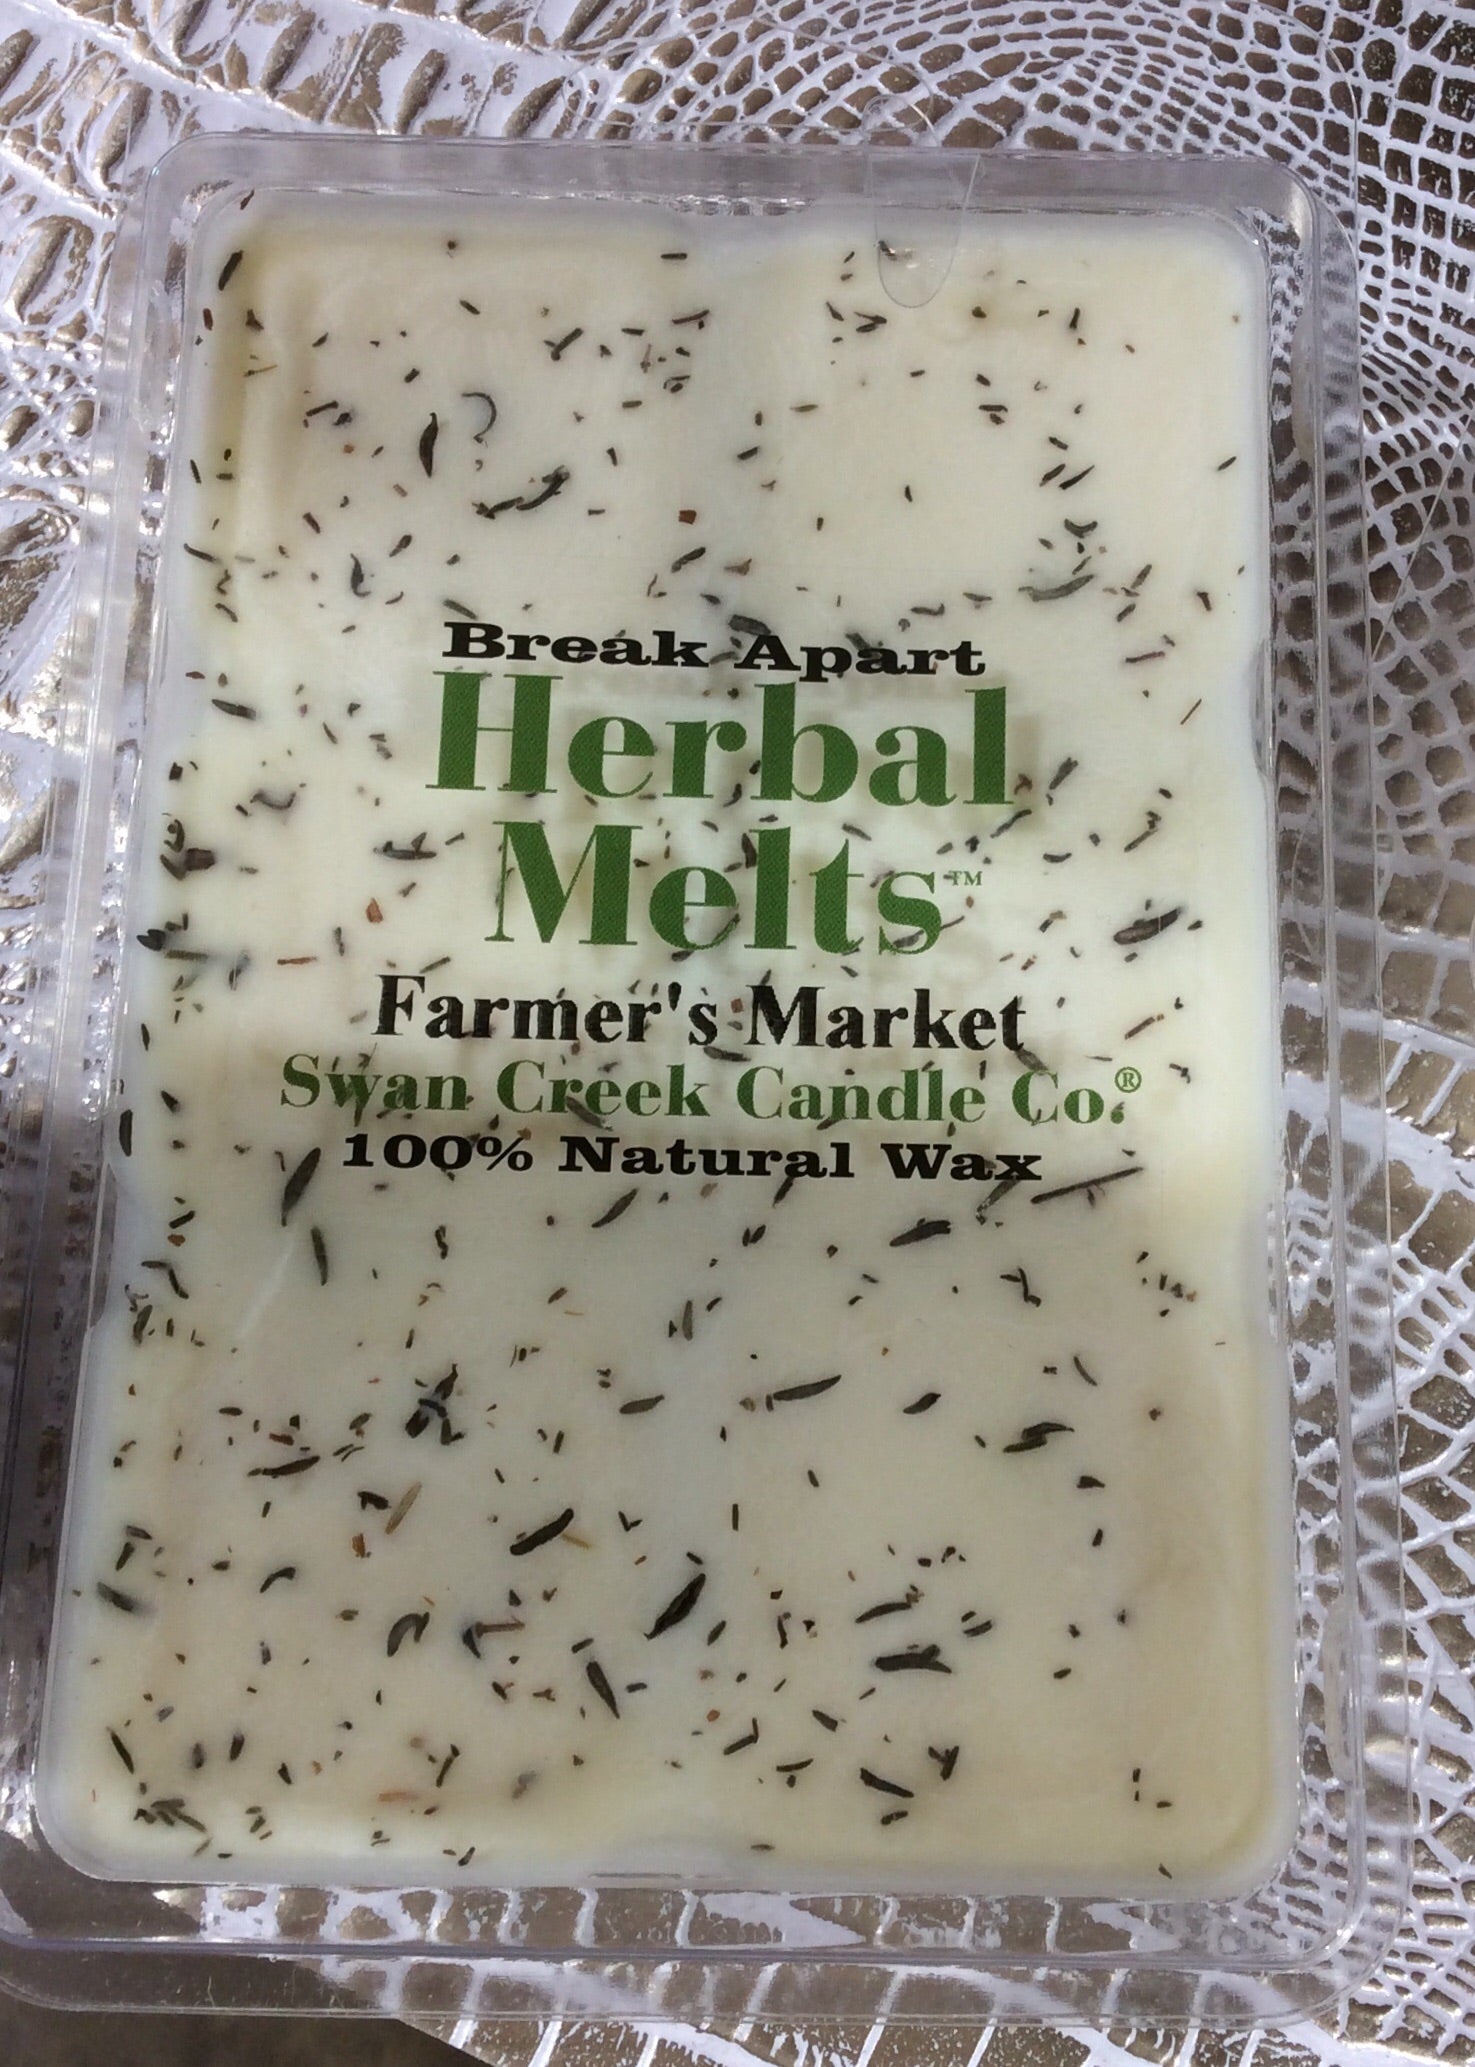 Break Apart
Herbal
Melts™
Farmer's Market
Swan Creek Candle Co.®
100% Natural Wax